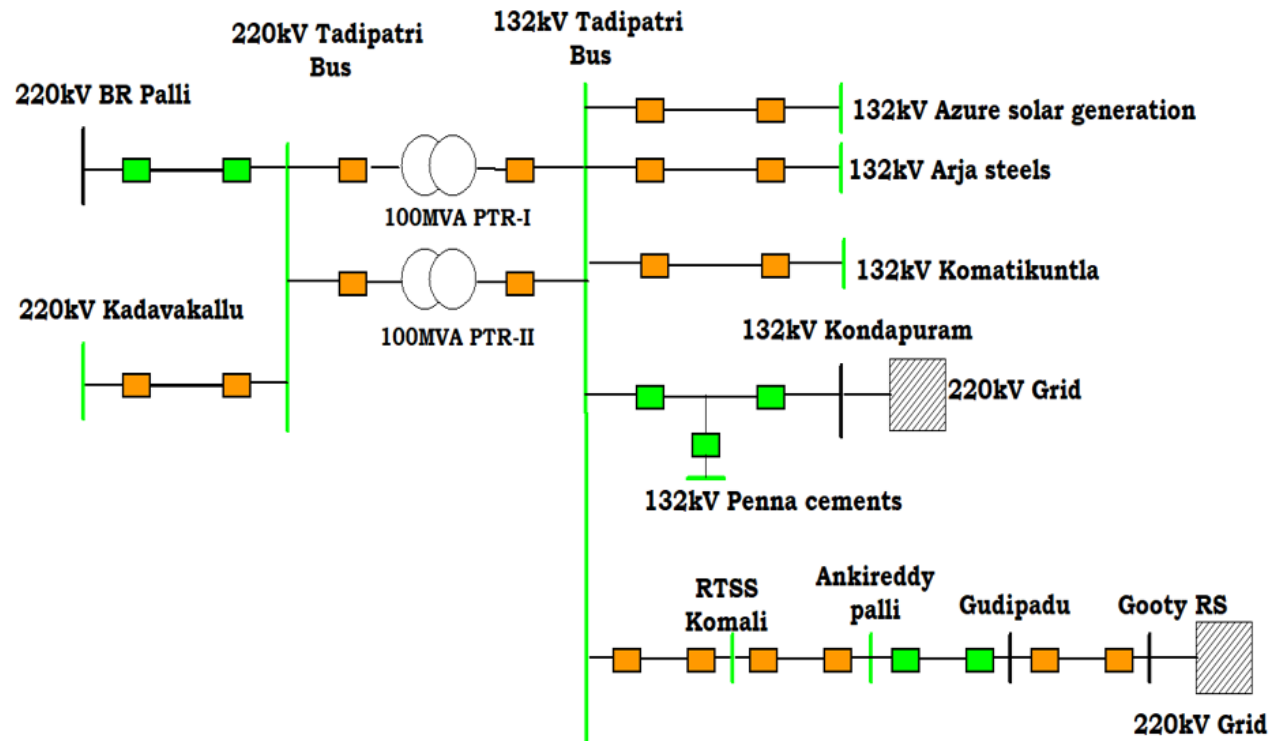 220kV Tadipatri
Bus
132kV Tadipatri
Bus
220kV BR Palli
132kV Azure solar generation
132kV Arja steels
100MVA PTR-I
132kV Komatikuntla
220kV Kadavakallu
100MVA PTR-II
132kV Kondapuram
220kV Grid
132kV Penna cements
RTSS
Komali
Ankireddy
palli
Gudipadu
Gooty RS
220kV Grid